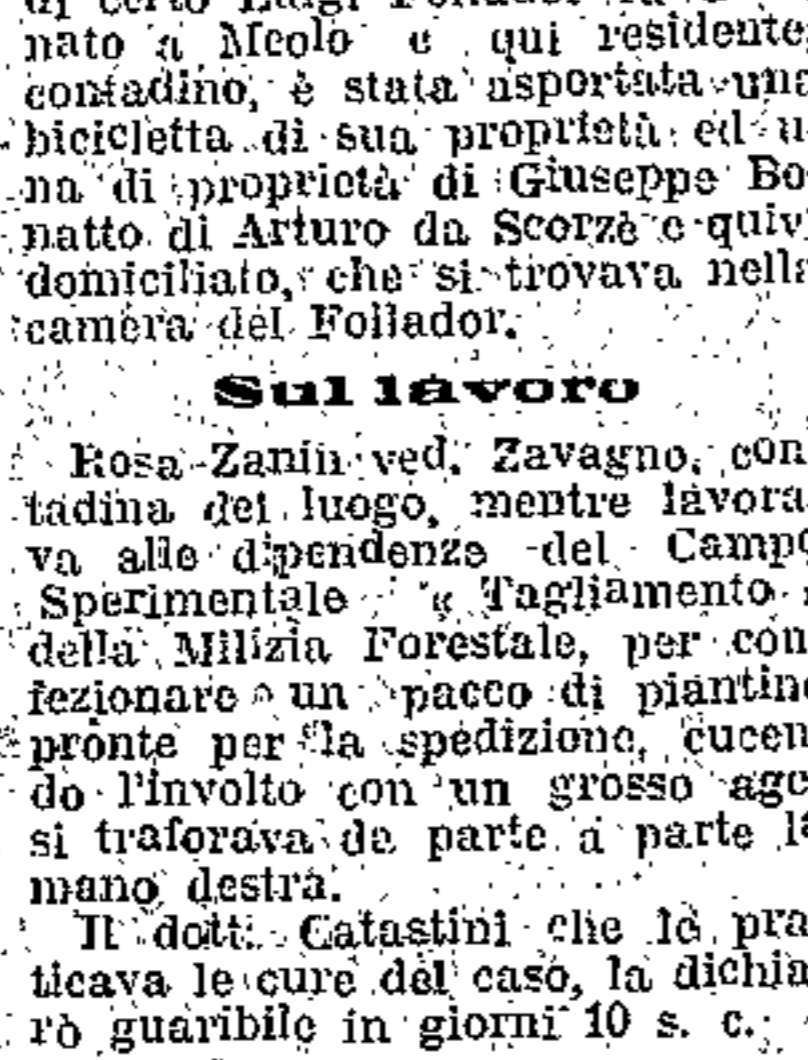 di certo Luigi Follador
nato a Meolo e qui residente
contadino, è stata asportata una
bicicletta di sua proprietà ed u
na di proprietà di Giuseppe Bo
natto di Arturo da Scorzè e quivi
domiciliato, che si trovava nella
camera del Follador.
Sul lavoro
Rosa Zanin ved. Zavagno, con
tadina del luogo, mentre lavora
va alle dipendenze del Campo
Sperimentale « Tagliamento
della Milizia Forestale, per con
fezionare un pacco di piantine
pronte per la spedizione, cucen
do l'involto con un grosso ago
si traforava da parte a parte la
mano destra.
Il dott. Catastini che le pra
ticava le cure del caso, la dichia
rò guaribile in giorni 10 s. c.